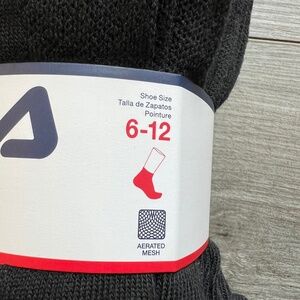 Shoe Size
Talla de Zapatos
Pointure
6-12
AERATED
MESH